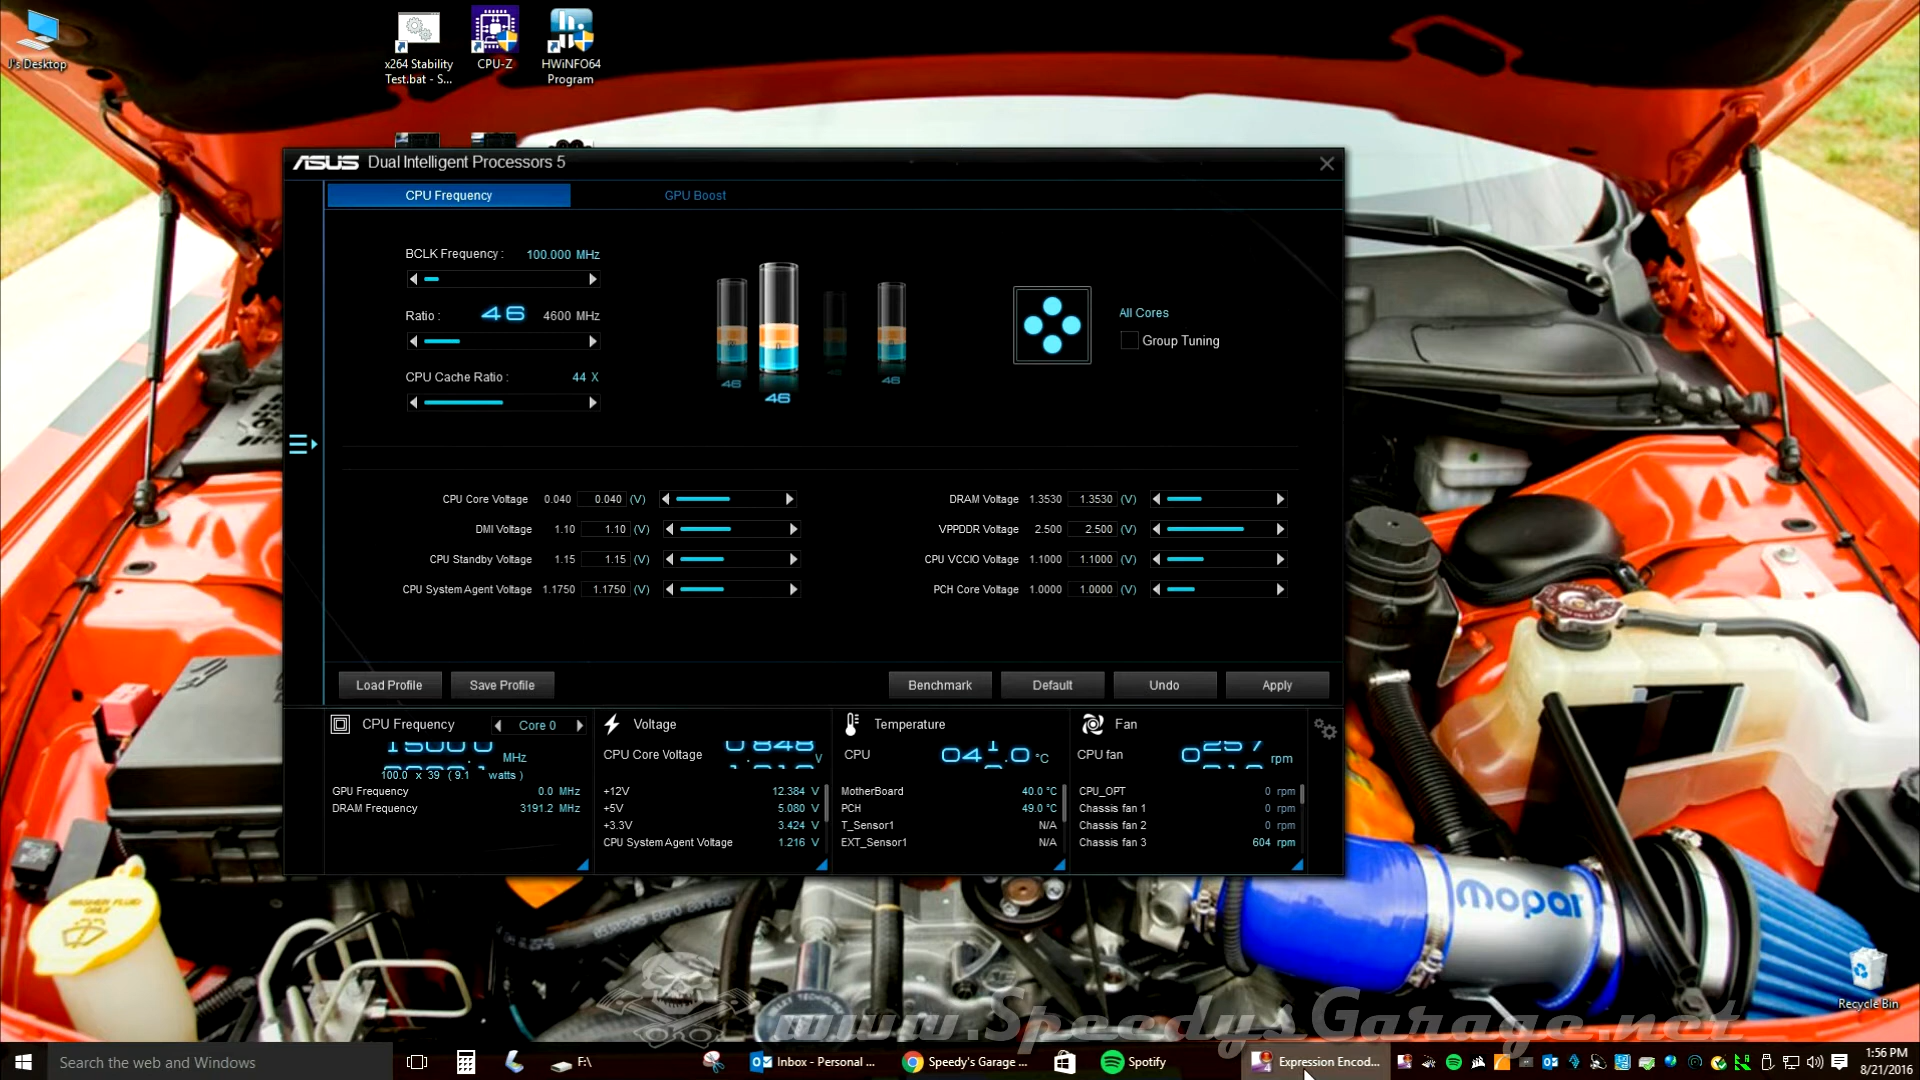 J's Desktop
x264 Stability
Test.bat - S...
CPU-Z
HWiNFO64
Program
ASUS Dual Intelligent Processors 5
CPU Frequency
GPU Boost
BCLK Frequency : 100.000 MHz
Ratio : 46 4600 MHz
CPU Cache Ratio : 44 X
46
46
46
46
All Cores
Group Tuning
CPU Core Voltage 0.040 0.040 (V)
DMI Voltage 1.10 1.10 (V)
CPU Standby Voltage 1.15 1.15 (V)
CPU System Agent Voltage 1.1750 1.1750 (V)
DRAM Voltage 1.3530 1.3530 (V)
VPPDDR Voltage 2.500 2.500 (V)
CPU VCCIO Voltage 1.1000 1.1000 (V)
PCH Core Voltage 1.0000 1.0000 (V)
Load Profile
Save Profile
Benchmark
Default
Undo
Apply
CPU Frequency
Core 0
MHz
100.0 x 39 ( 9.1 watts )
GPU Frequency 0.0 MHz
DRAM Frequency 3191.2 MHz
Voltage
CPU Core Voltage V
+12V 12.384 V
+5V 5.080 V
+3.3V 3.424 V
CPU System Agent Voltage 1.216 V
Temperature
CPU °C
MotherBoard 40.0 °C
PCH 49.0 °C
T_Sensor1 N/A
EXT_Sensor1 N/A
Fan
CPU fan rpm
CPU_OPT 0 rpm
Chassis fan 1 0 rpm
Chassis fan 2 0 rpm
Chassis fan 3 604 rpm
WASHER FLUID
ONLY
mopar
www.SpeedysGarage.net
Recycle Bin
Search the web and Windows
F:\
Inbox - Personal ...
Speedy's Garage ...
Spotify
Expression Encod...
1:56 PM
8/21/2016